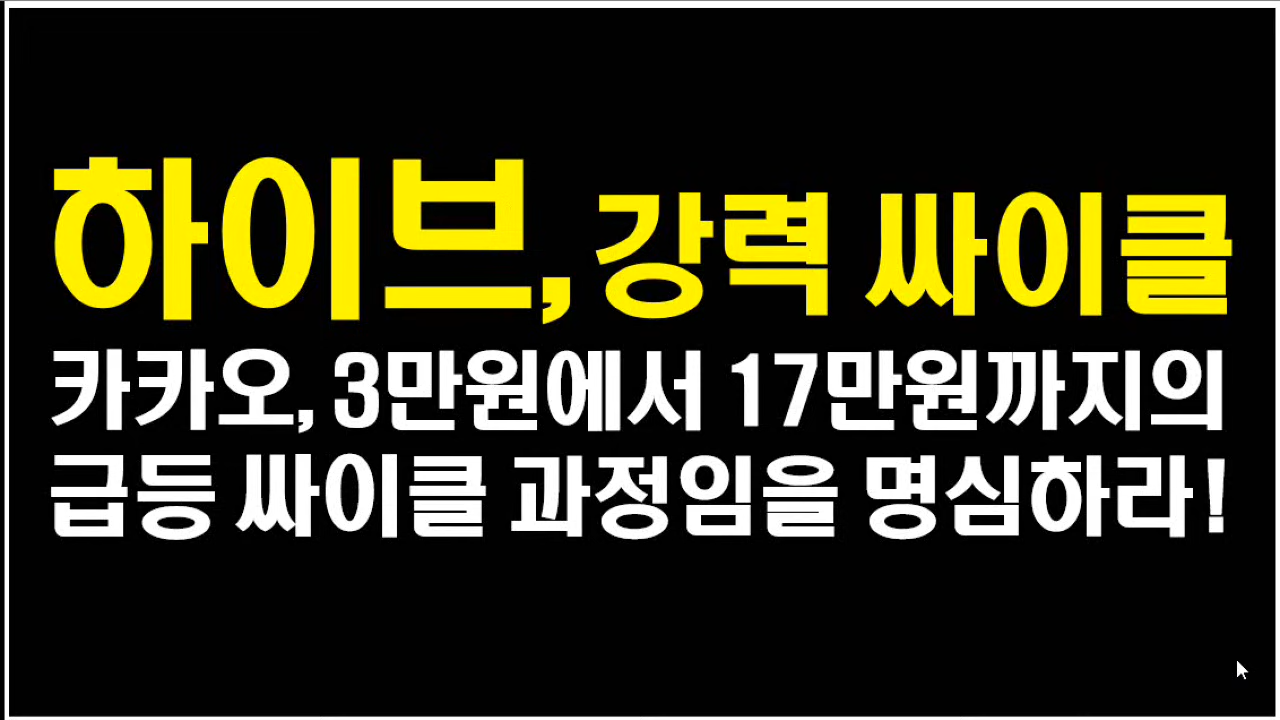 하이브, 강력 싸이클
카카오, 3만원에서 17만원까지의
급등 싸이클 과정임을 명심하라!